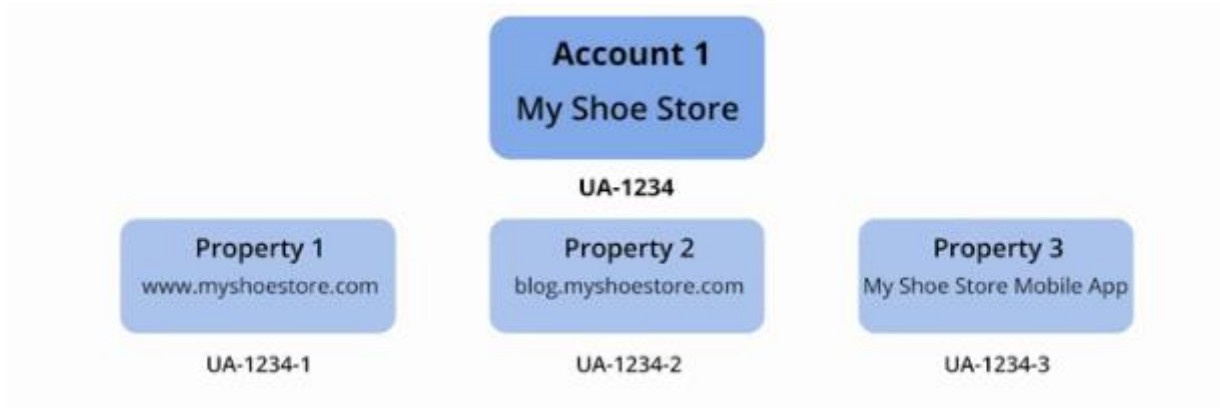 Account 1
My Shoe Store
UA-1234
Property 1
www.myshoestore.com
UA-1234-1
Property 2
blog.myshoestore.com
UA-1234-2
Property 3
My Shoe Store Mobile App
UA-1234-3